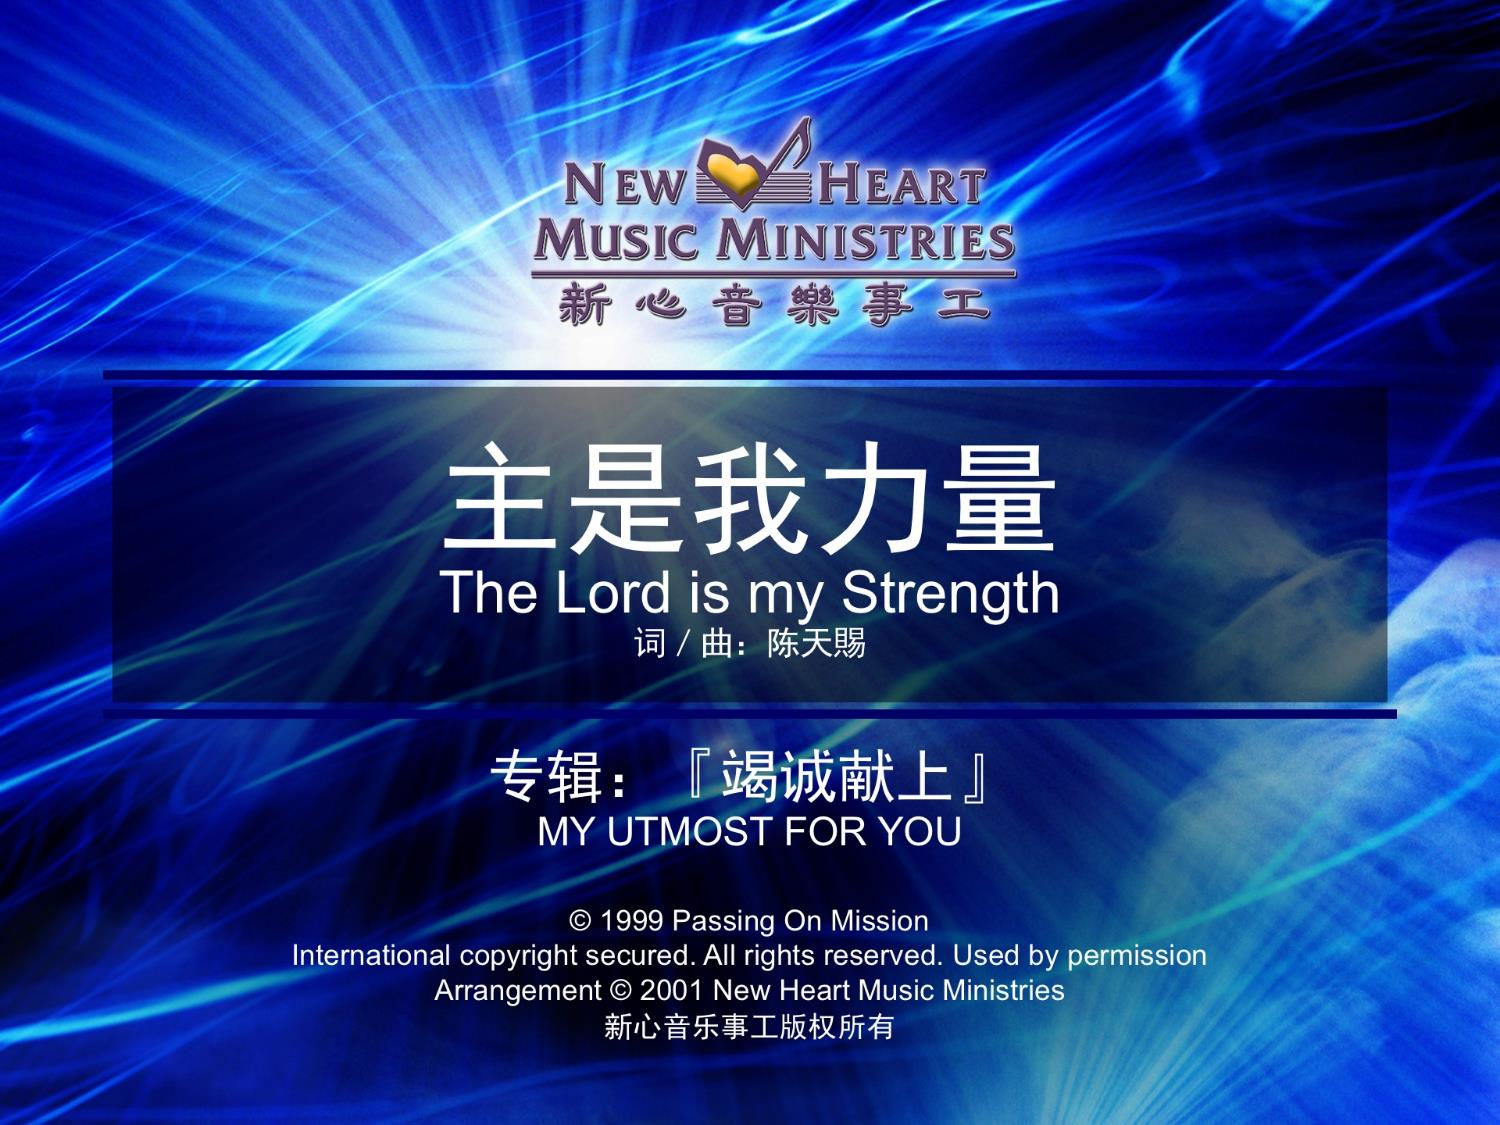 NEW HEART
MUSIC MINISTRIES
新心音樂事工
主是我力量
The Lord is my Strength
词 / 曲：陈天賜
专辑：『竭诚献上』
MY UTMOST FOR YOU
© 1999 Passing On Mission
International copyright secured. All rights reserved. Used by permission
Arrangement © 2001 New Heart Music Ministries
新心音乐事工版权所有